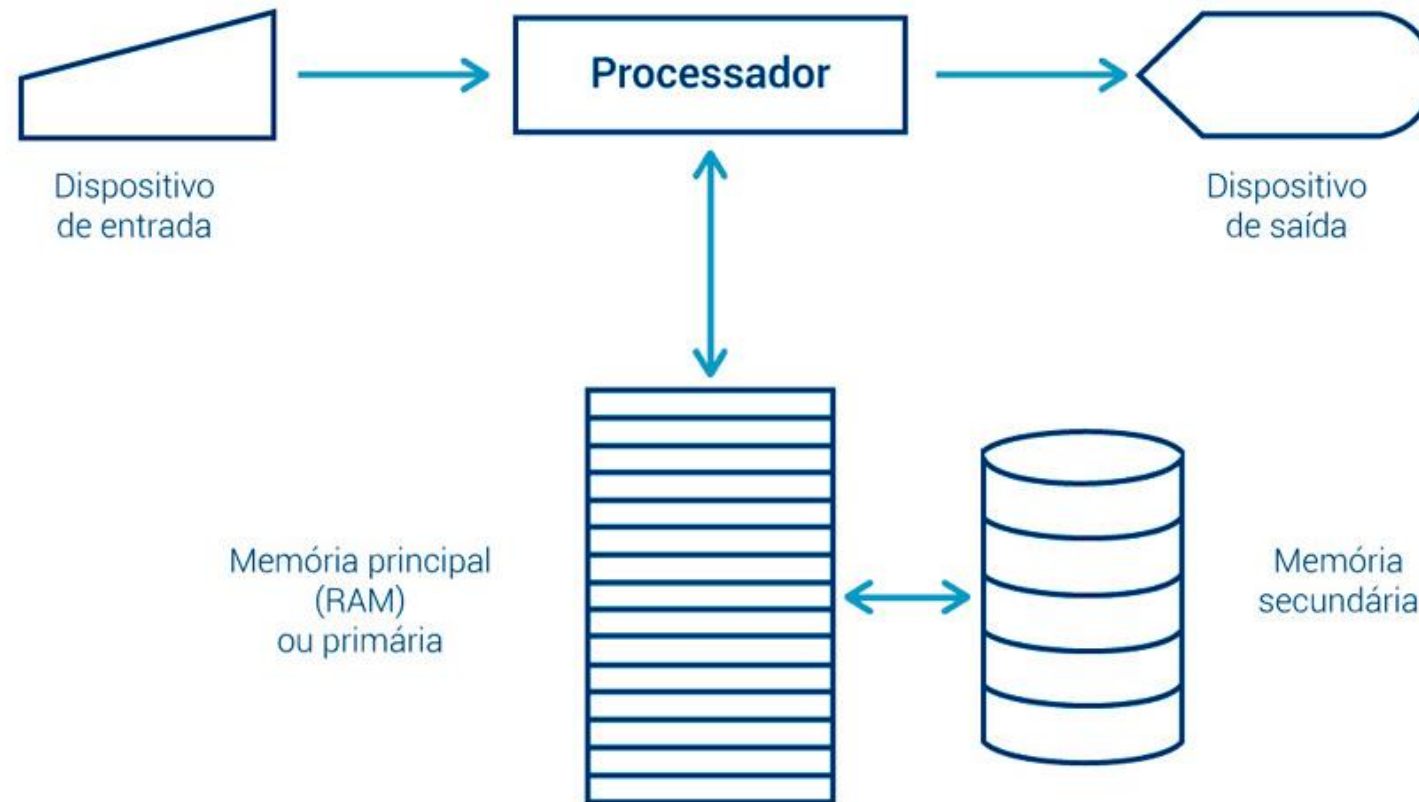 Processador
Dispositivo
de entrada
Dispositivo
de saída
Memória principal
(RAM)
ou primária
Memória
secundária